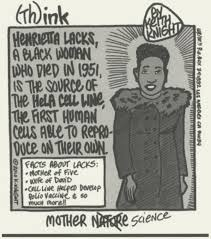 (th)ink
BY KEITH KNIGHT
HENRIETTA LACKS,
A BLACK WOMAN
WHO DIED IN 1951,
IS THE SOURCE OF
THE HeLa CELL LINE,
THE FIRST HUMAN
CELLS ABLE TO REPRO-
DUCE ON THEIR OWN.
FACTS ABOUT LACKS:
• MOTHER OF FIVE
• WIFE OF DAVID
• CELL LINE HELPED DEVELOP
POLIO VACCINE, & SO
MUCH MORE!!
MOTHER NATURE SCIENCE